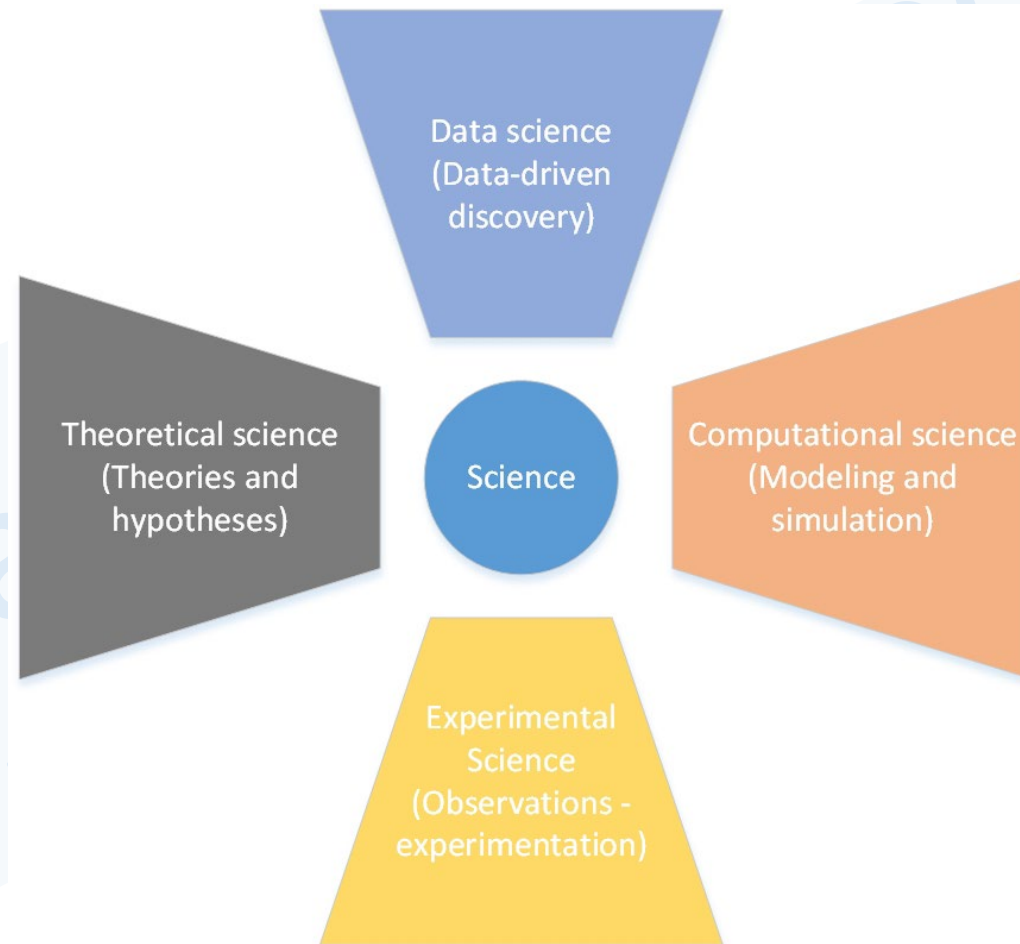 Data science
(Data-driven
discovery)
Theoretical science
(Theories and
hypotheses)
Science
Computational science
(Modeling and
simulation)
Experimental
Science
(Observations -
experimentation)